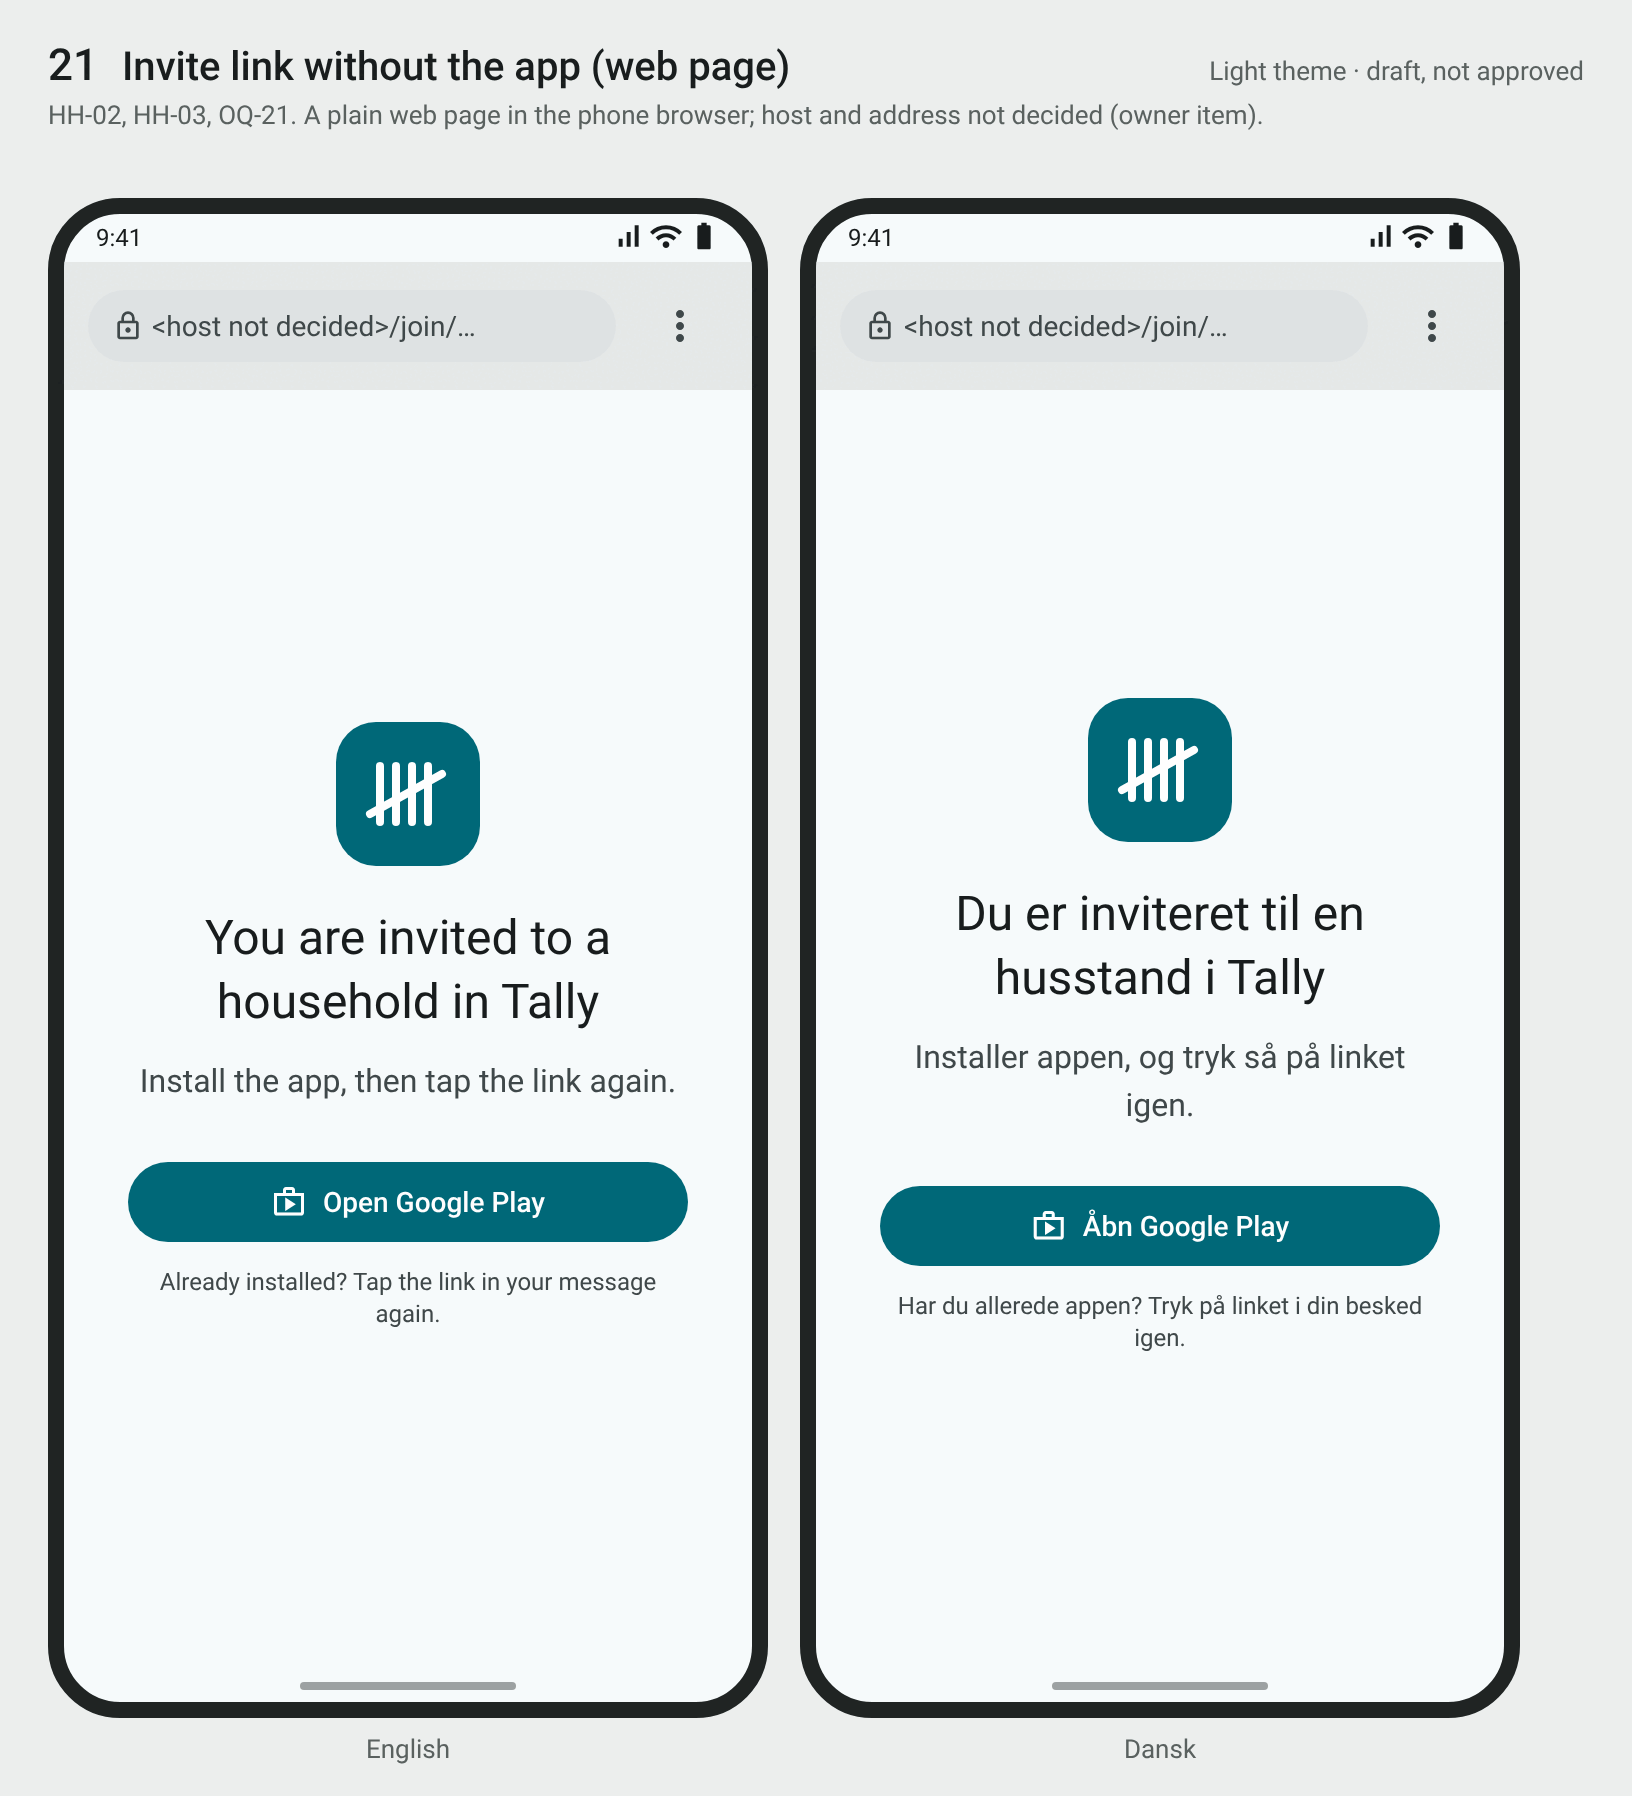 21 Invite link without the app (web page)
Light theme · draft, not approved
HH-02, HH-03, OQ-21. A plain web page in the phone browser; host and address not decided (owner item).
9:41
<host not decided>/join/…
You are invited to a
household in Tally
Install the app, then tap the link again.
Open Google Play
Already installed? Tap the link in your message
again.
English
9:41
<host not decided>/join/…
Du er inviteret til en
husstand i Tally
Installer appen, og tryk så på linket
igen.
Åbn Google Play
Har du allerede appen? Tryk på linket i din besked
igen.
Dansk